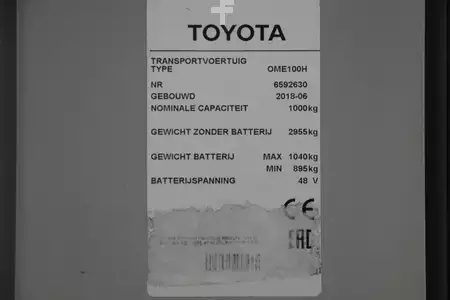 TOYOTA
TRANSPORTVOERTUIG
TYPE OME100H
NR 6592630
GEBOUWD 2018-06
NOMINALE CAPACITEIT 1000kg
GEWICHT ZONDER BATTERIJ 2955kg
GEWICHT BATTERIJ MAX 1040kg
MIN 895kg
BATTERIJSPANNING 48 V
CE
EAC